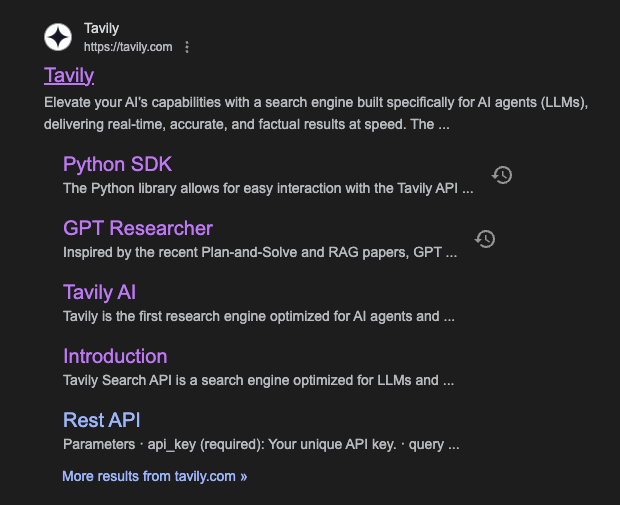 Tavily
https://tavily.com
Tavily
Elevate your AI's capabilities with a search engine built specifically for AI agents (LLMs),
delivering real-time, accurate, and factual results at speed. The ...
Python SDK
The Python library allows for easy interaction with the Tavily API ...
GPT Researcher
Inspired by the recent Plan-and-Solve and RAG papers, GPT ...
Tavily AI
Tavily is the first research engine optimized for AI agents and ...
Introduction
Tavily Search API is a search engine optimized for LLMs and ...
Rest API
Parameters · api_key (required): Your unique API key. · query ...
More results from tavily.com »